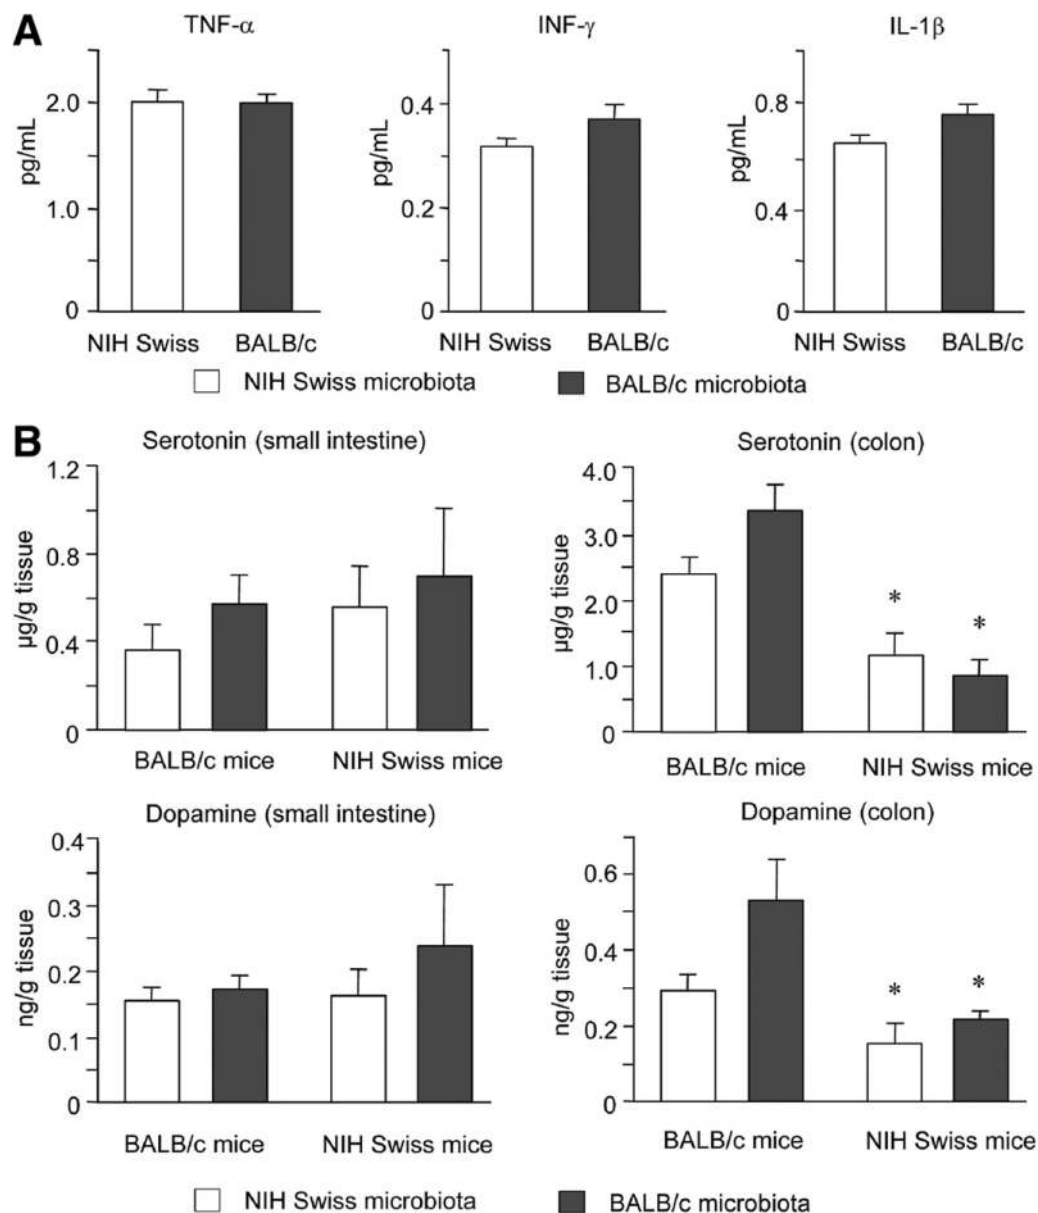 A
TNF-α
INF-γ
IL-1β
pg/mL
2.0
1.0
0
NIH Swiss
BALB/c
pg/mL
0.4
0.2
0
NIH Swiss
BALB/c
pg/mL
0.8
0.4
0
NIH Swiss
BALB/c
NIH Swiss microbiota
BALB/c microbiota
B
Serotonin (small intestine)
µg/g tissue
1.2
0.8
0.4
0
BALB/c mice
NIH Swiss mice
Serotonin (colon)
µg/g tissue
4.0
3.0
2.0
1.0
0
*
*
BALB/c mice
NIH Swiss mice
Dopamine (small intestine)
ng/g tissue
0.4
0.3
0.2
0.1
0
BALB/c mice
NIH Swiss mice
Dopamine (colon)
ng/g tissue
0.6
0.4
0.2
0
*
*
BALB/c mice
NIH Swiss mice
NIH Swiss microbiota
BALB/c microbiota